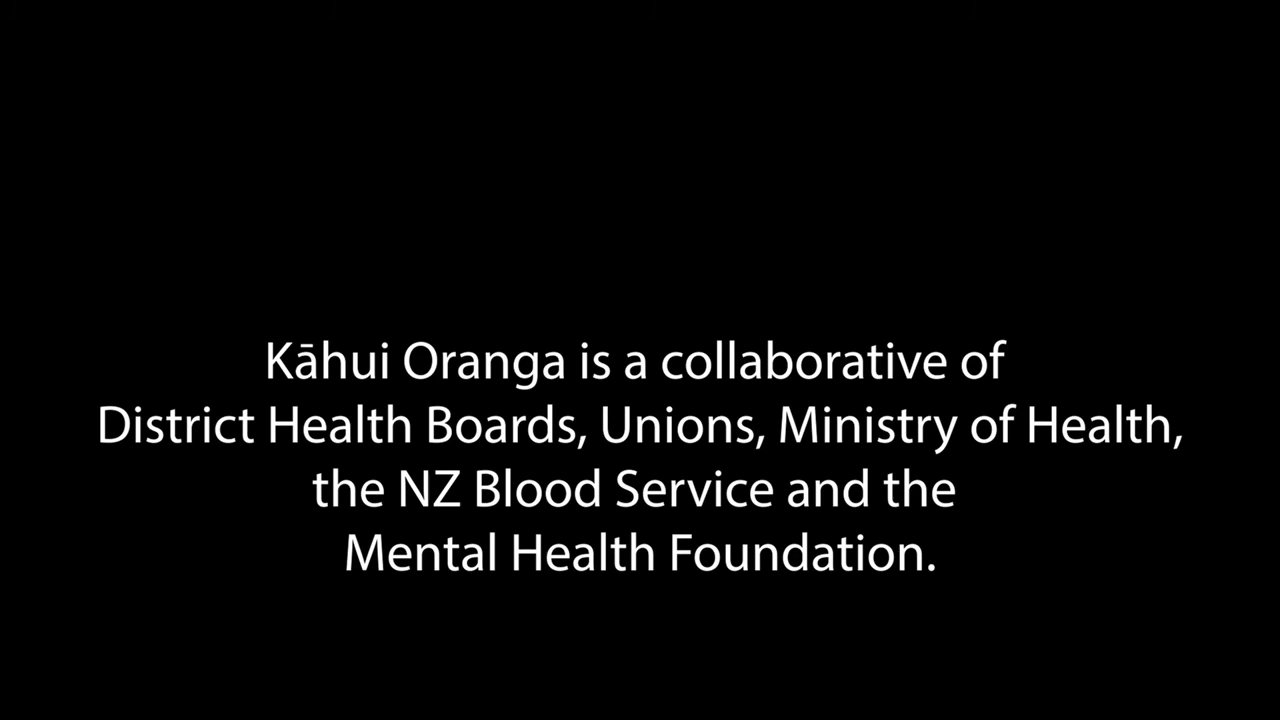 Kāhui Oranga is a collaborative of
District Health Boards, Unions, Ministry of Health,
the NZ Blood Service and the
Mental Health Foundation.